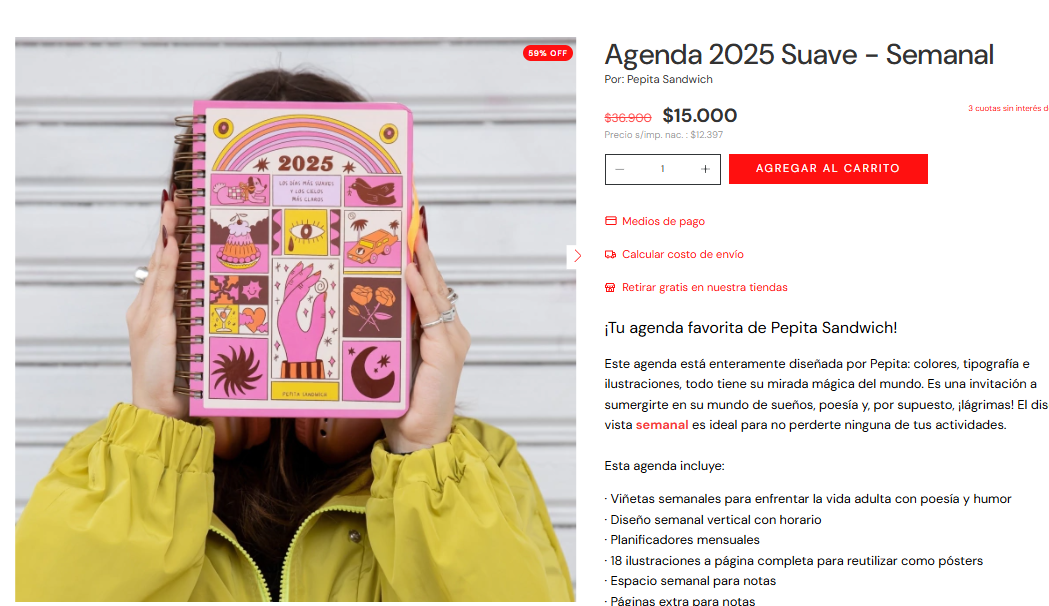 59% OFF
2025
LOS DÍAS MÁS SUAVES
Y LOS CIELOS
MÁS CLAROS
PEPITA SANDWICH
Agenda 2025 Suave - Semanal
Por: Pepita Sandwich
$36.900 $15.000
3 cuotas sin interés d
Precio s/imp. nac. : $12.397
1
AGREGAR AL CARRITO
Medios de pago
Calcular costo de envío
Retirar gratis en nuestra tiendas
¡Tu agenda favorita de Pepita Sandwich!
Este agenda está enteramente diseñada por Pepita: colores, tipografía e
ilustraciones, todo tiene su mirada mágica del mundo. Es una invitación a
sumergirte en su mundo de sueños, poesía y, por supuesto, ¡lágrimas! El dis
vista semanal es ideal para no perderte ninguna de tus actividades.
Esta agenda incluye:
· Viñetas semanales para enfrentar la vida adulta con poesía y humor
· Diseño semanal vertical con horario
· Planificadores mensuales
· 18 ilustraciones a página completa para reutilizar como pósters
· Espacio semanal para notas
· Páginas extra para notas